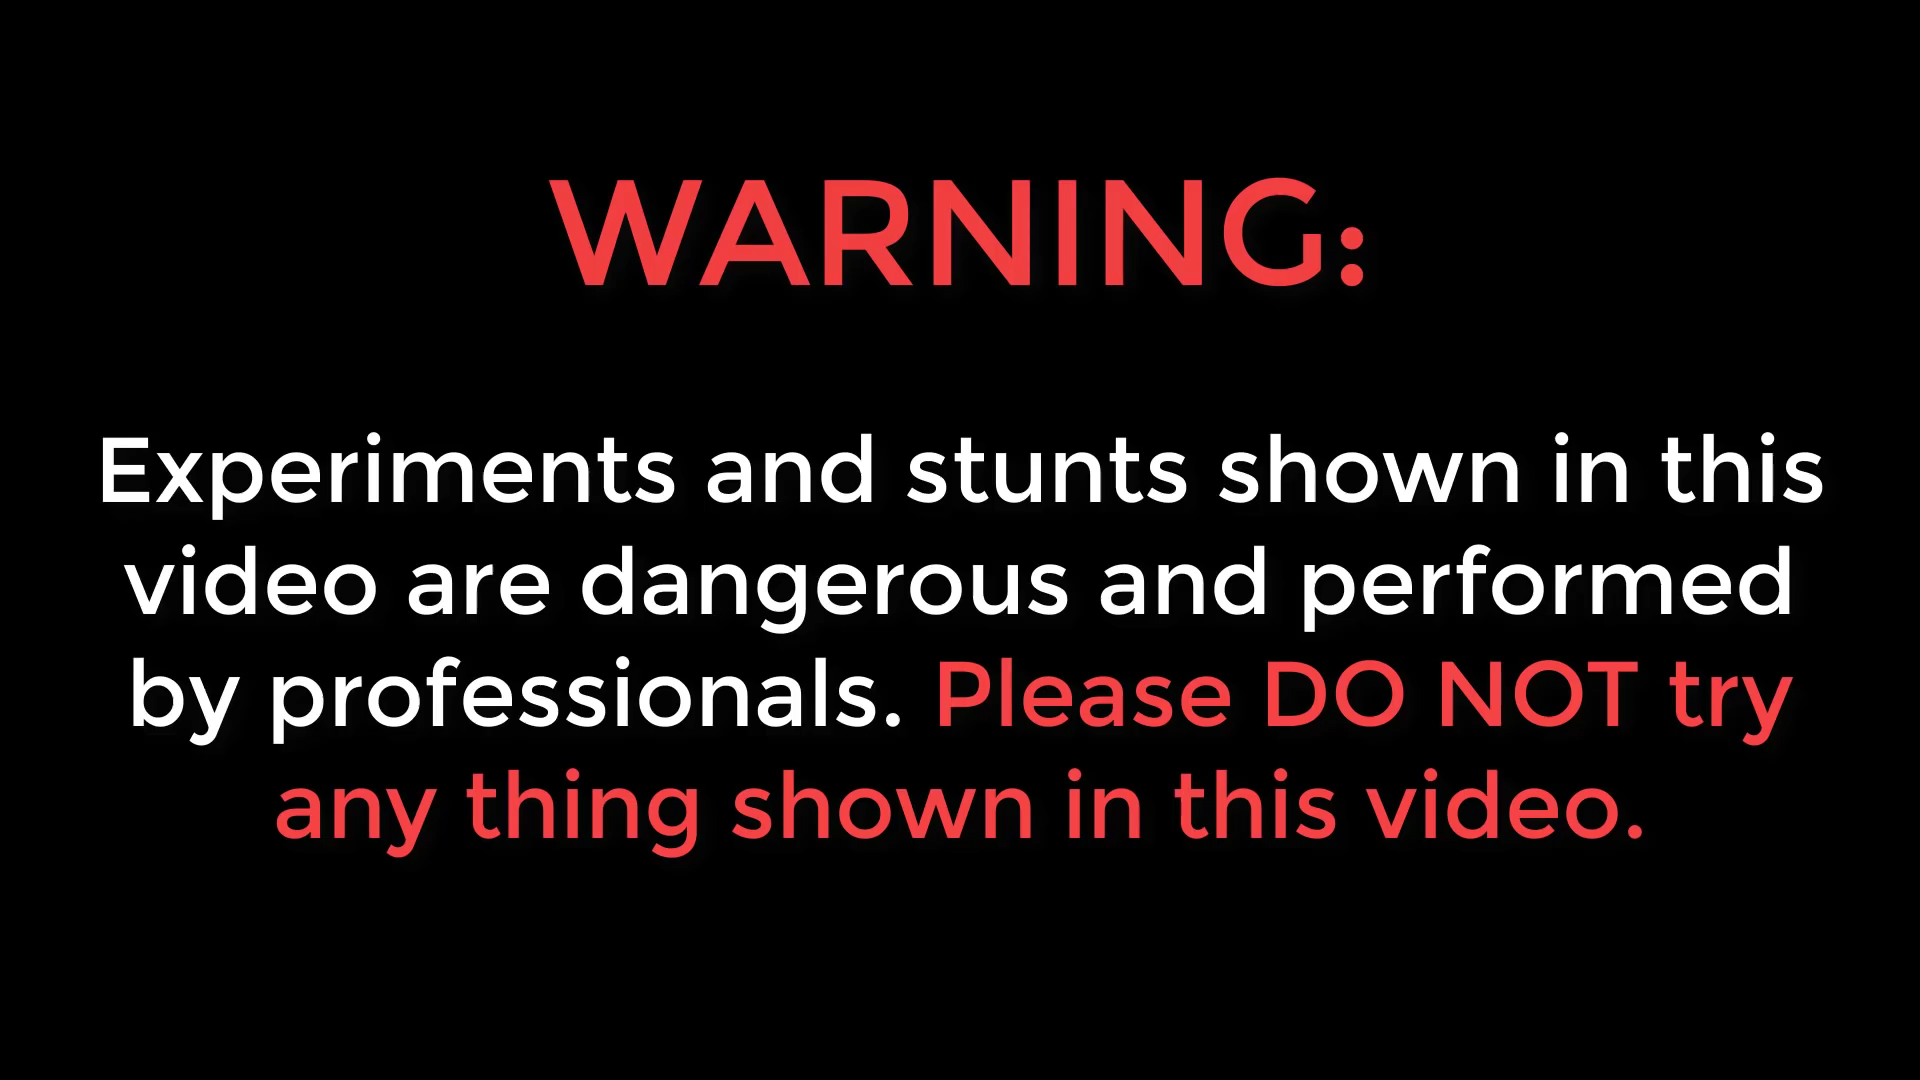 WARNING:
Experiments and stunts shown in this
video are dangerous and performed
by professionals. Please DO NOT try
any thing shown in this video.